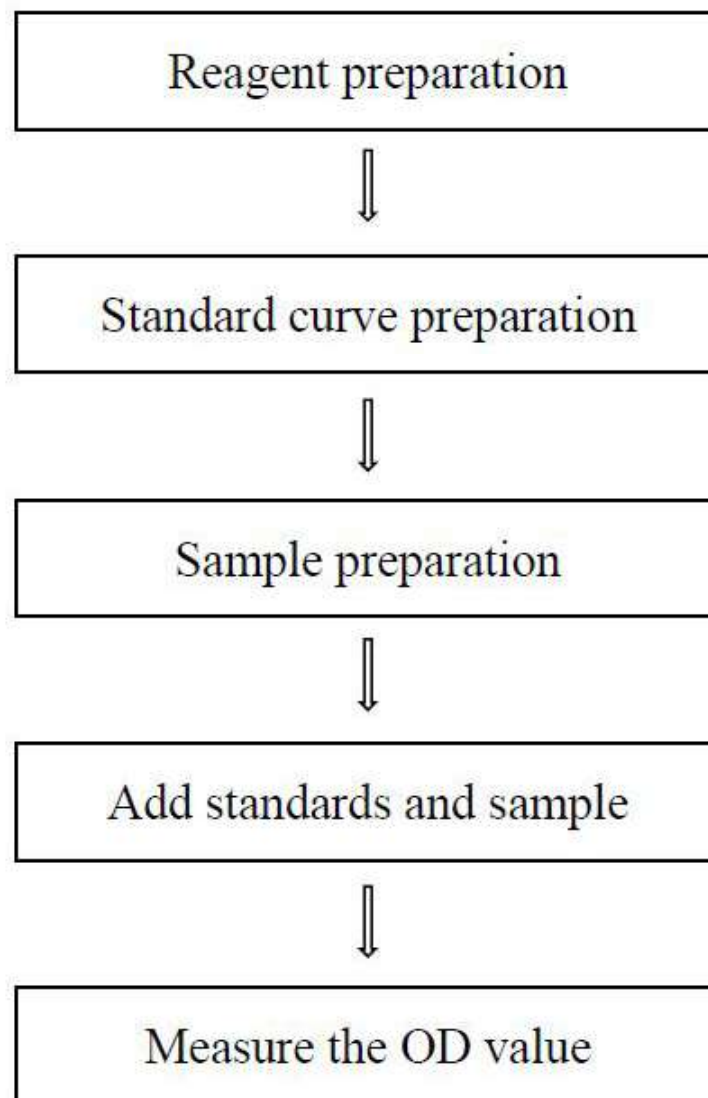 Reagent preparation
Standard curve preparation
Sample preparation
Add standards and sample
Measure the OD value